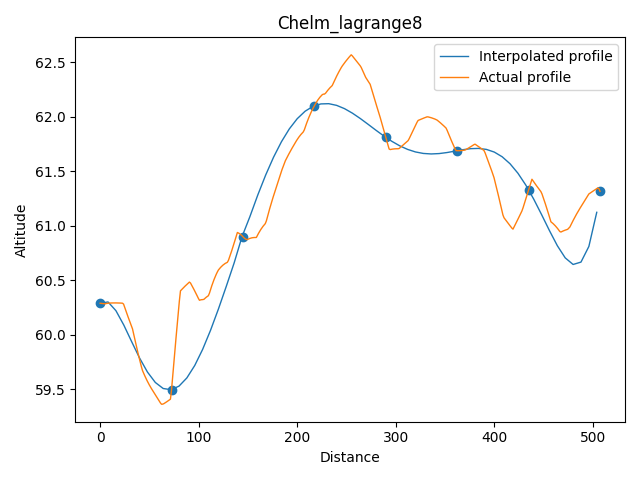 Chelm_lagrange8
Interpolated profile
Actual profile
62.5
62.0
61.5
61.0
60.5
60.0
59.5
Altitude
0 100 200 300 400 500
Distance